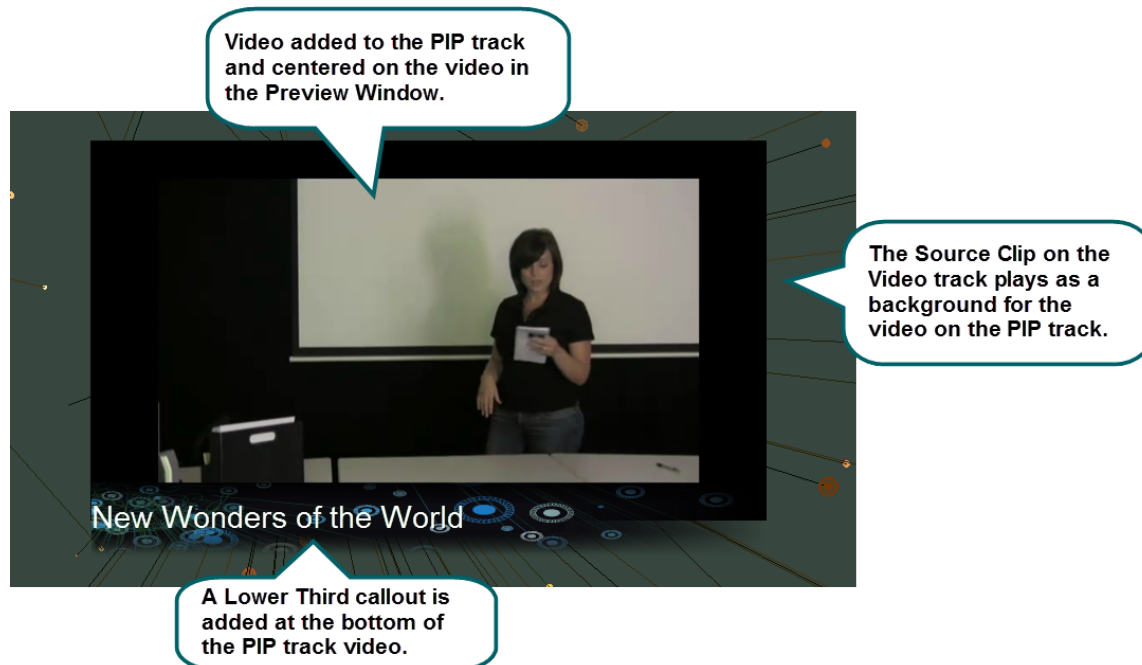 Video added to the PIP track
and centered on the video in
the Preview Window.
The Source Clip on the
Video track plays as a
background for the
video on the PIP track.
New Wonders of the World
A Lower Third callout is
added at the bottom of
the PIP track video.